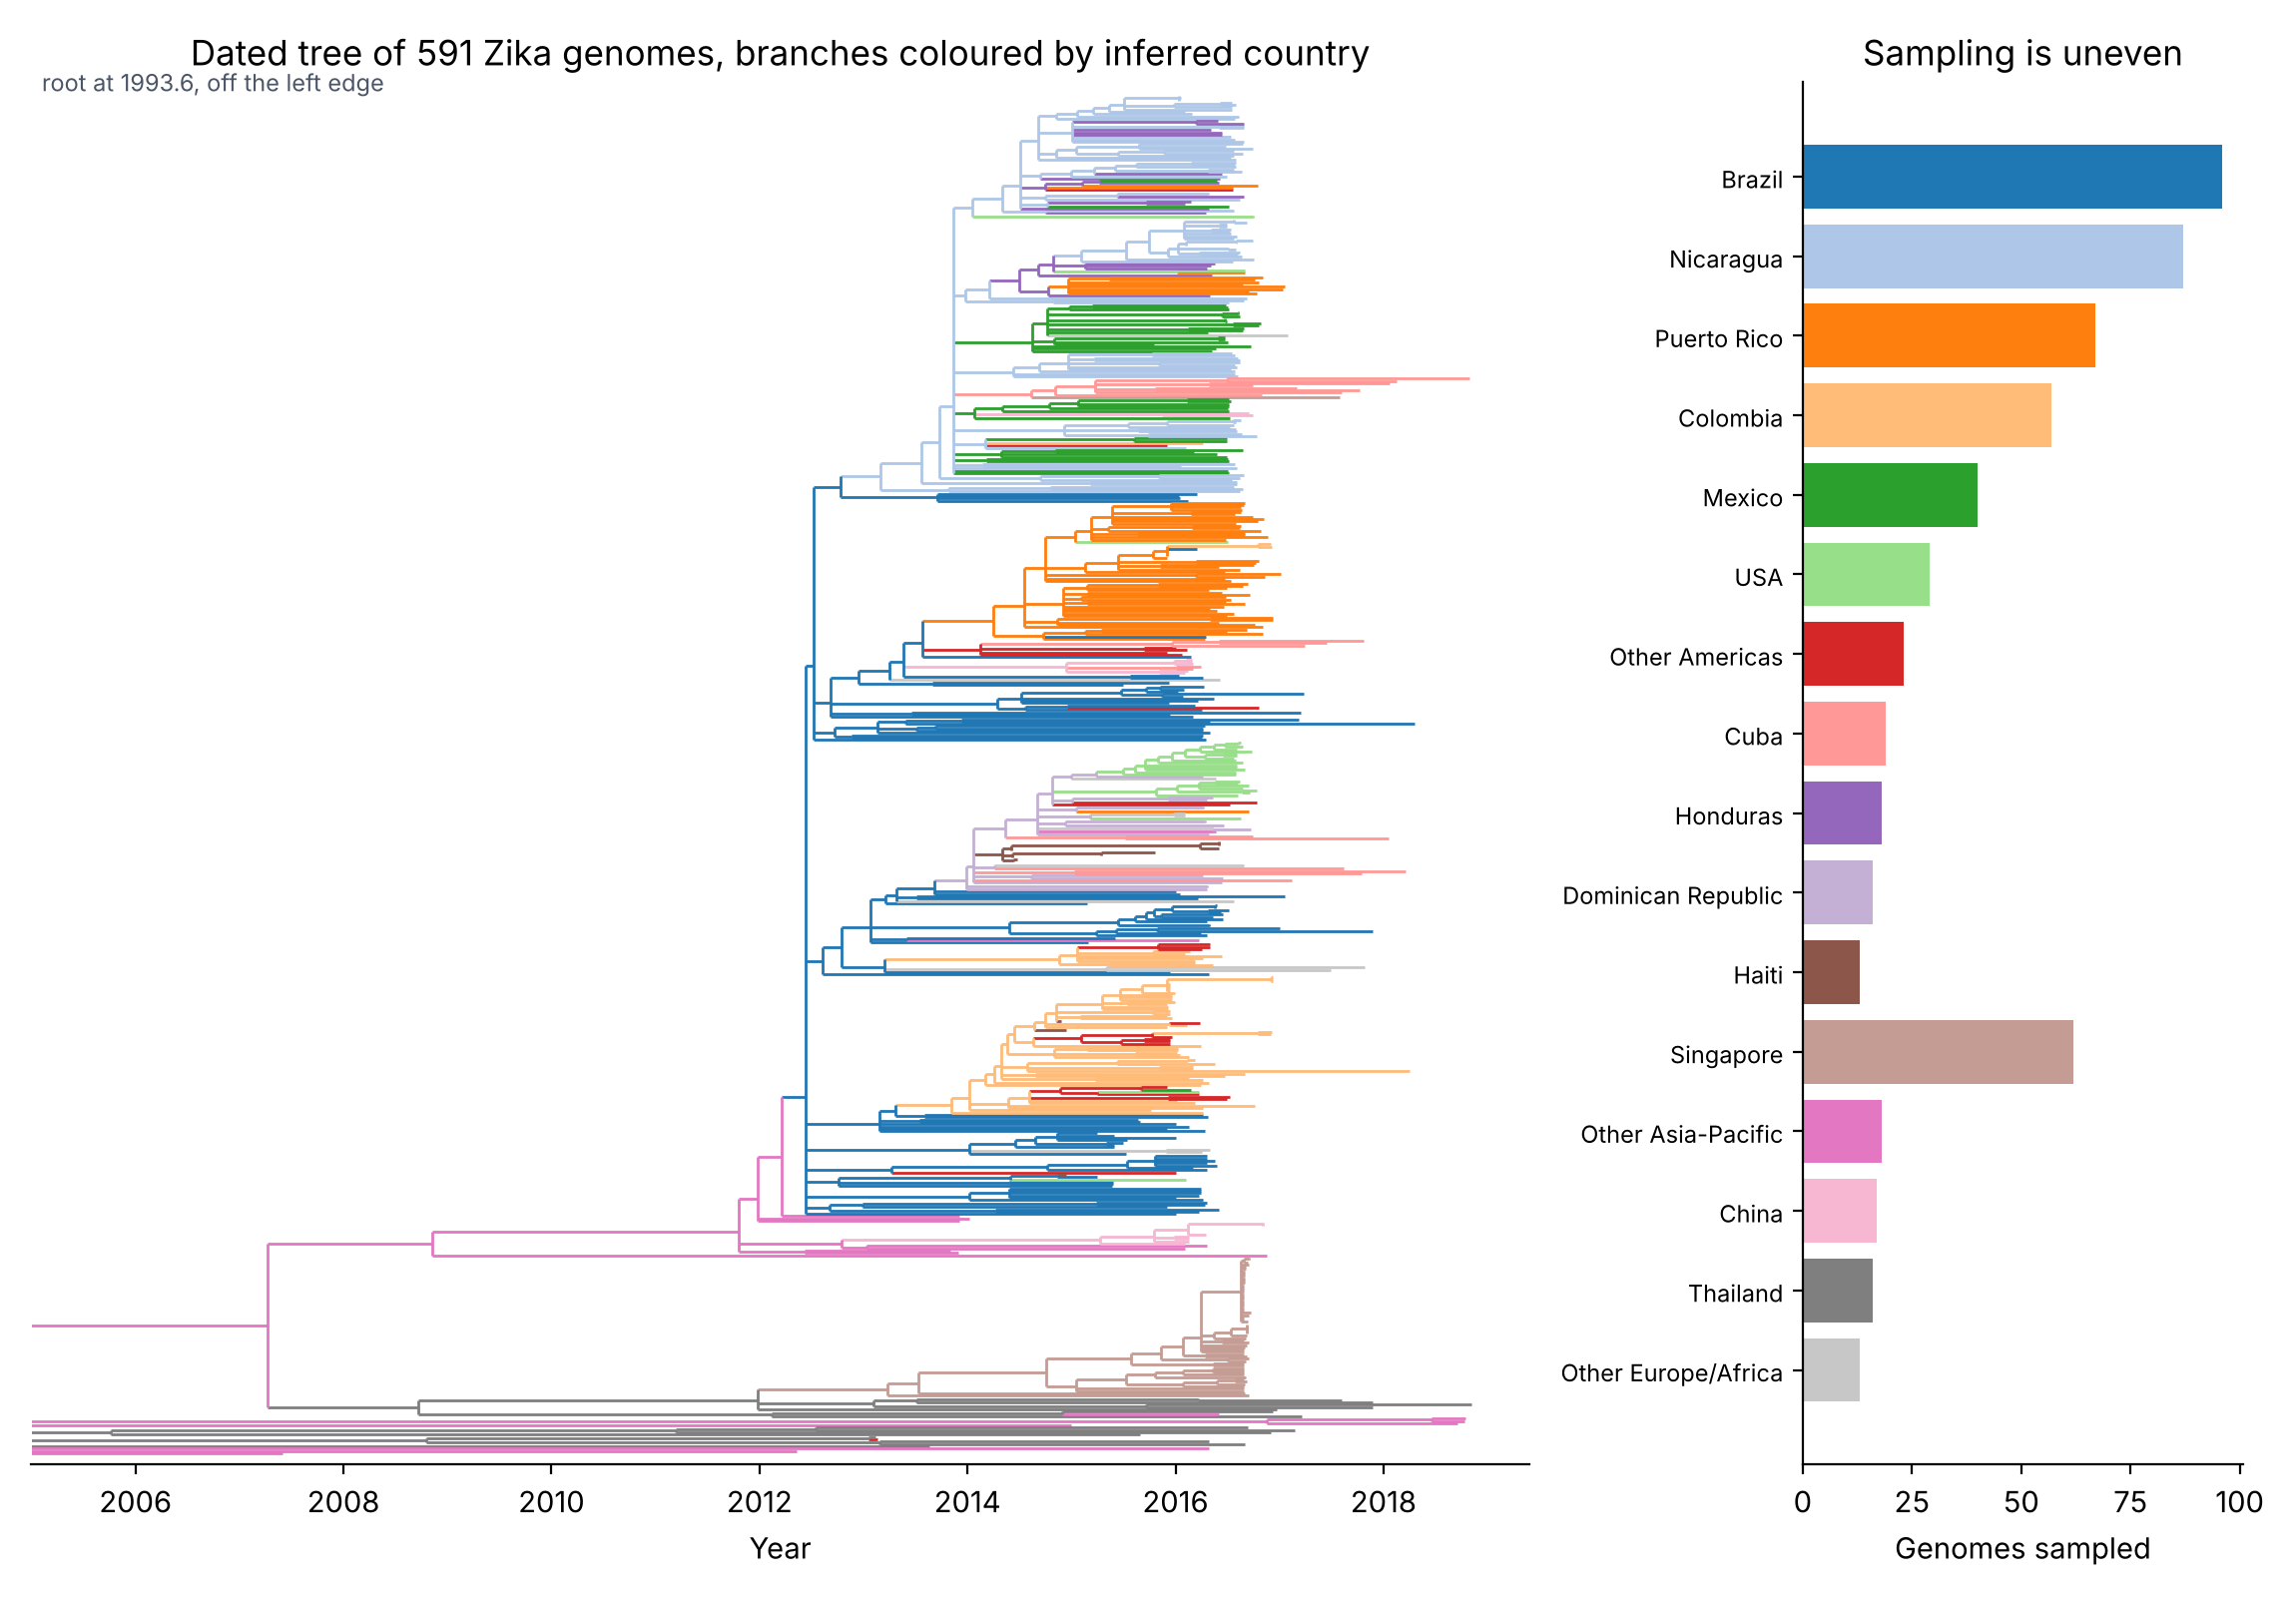 Dated tree of 591 Zika genomes, branches coloured by inferred country
root at 1993.6, off the left edge
2006
2008
2010
2012
2014
2016
2018
Year
Sampling is uneven
Brazil
Nicaragua
Puerto Rico
Colombia
Mexico
USA
Other Americas
Cuba
Honduras
Dominican Republic
Haiti
Singapore
Other Asia-Pacific
China
Thailand
Other Europe/Africa
0
25
50
75
100
Genomes sampled